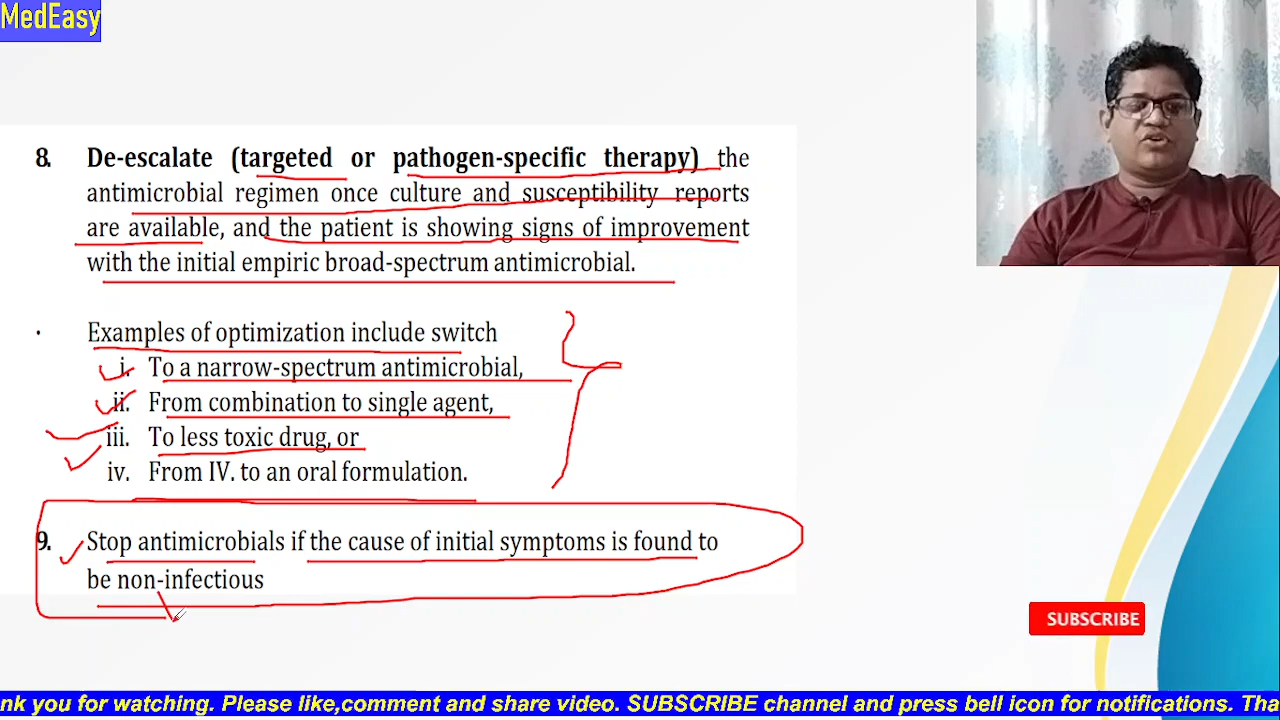 MedEasy
8. De-escalate (targeted or pathogen-specific therapy) the
antimicrobial regimen once culture and susceptibility reports
are available, and the patient is showing signs of improvement
with the initial empiric broad-spectrum antimicrobial.
· Examples of optimization include switch
i. To a narrow-spectrum antimicrobial,
ii. From combination to single agent,
iii. To less toxic drug, or
iv. From IV. to an oral formulation.
9. Stop antimicrobials if the cause of initial symptoms is found to
be non-infectious
SUBSCRIBE
nk you for watching. Please like,comment and share video. SUBSCRIBE channel and press bell icon for notifications. Tha